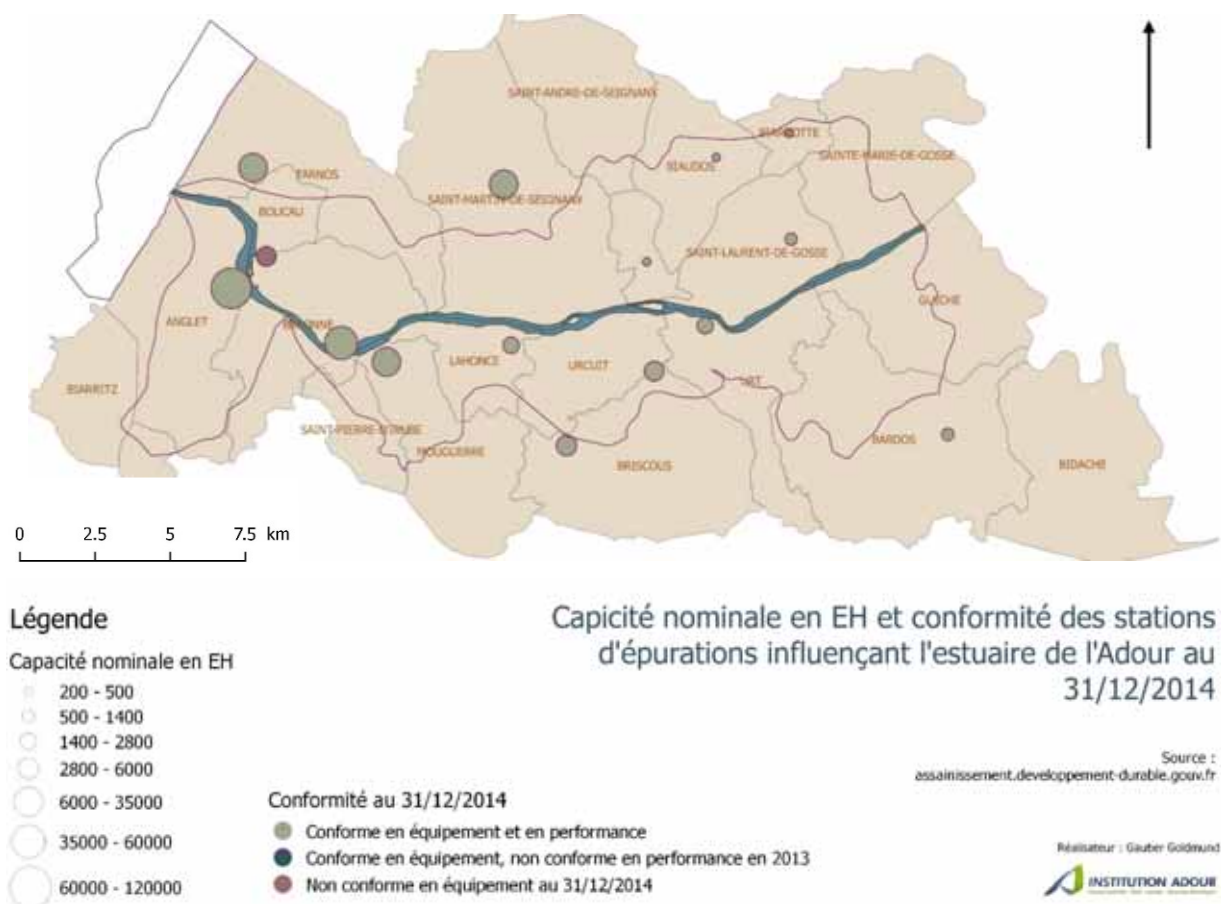 SAINT-ANDRE-DE-SEIGNANX
BIARROTTE
SAINTE-MARIE-DE-GOSSE
BIAUDOS
TARNOS
SAINT-MARTIN-DE-SEIGNANX
BOUCAU
SAINT-LAURENT-DE-GOSSE
GUICHE
ANGLET
BAYONNE
LAHONCE
URCUIT
URT
BIARRITZ
SAINT-PIERRE-D'IRUBE
MOUGUERRE
BRISCOUS
BARDOS
BIDACHE
0 2.5 5 7.5 km
Légende
Capacité nominale en EH
200 - 500
500 - 1400
1400 - 2800
2800 - 6000
6000 - 35000
35000 - 60000
60000 - 120000
Conformité au 31/12/2014
Conforme en équipement et en performance
Conforme en équipement, non conforme en performance en 2013
Non conforme en équipement au 31/12/2014
Capicité nominale en EH et conformité des stations
d'épurations influençant l'estuaire de l'Adour au
31/12/2014
Source :
assainissement.developpement-durable.gouv.fr
Réalisateur : Gauter Goldmund
INSTITUTION ADOUR